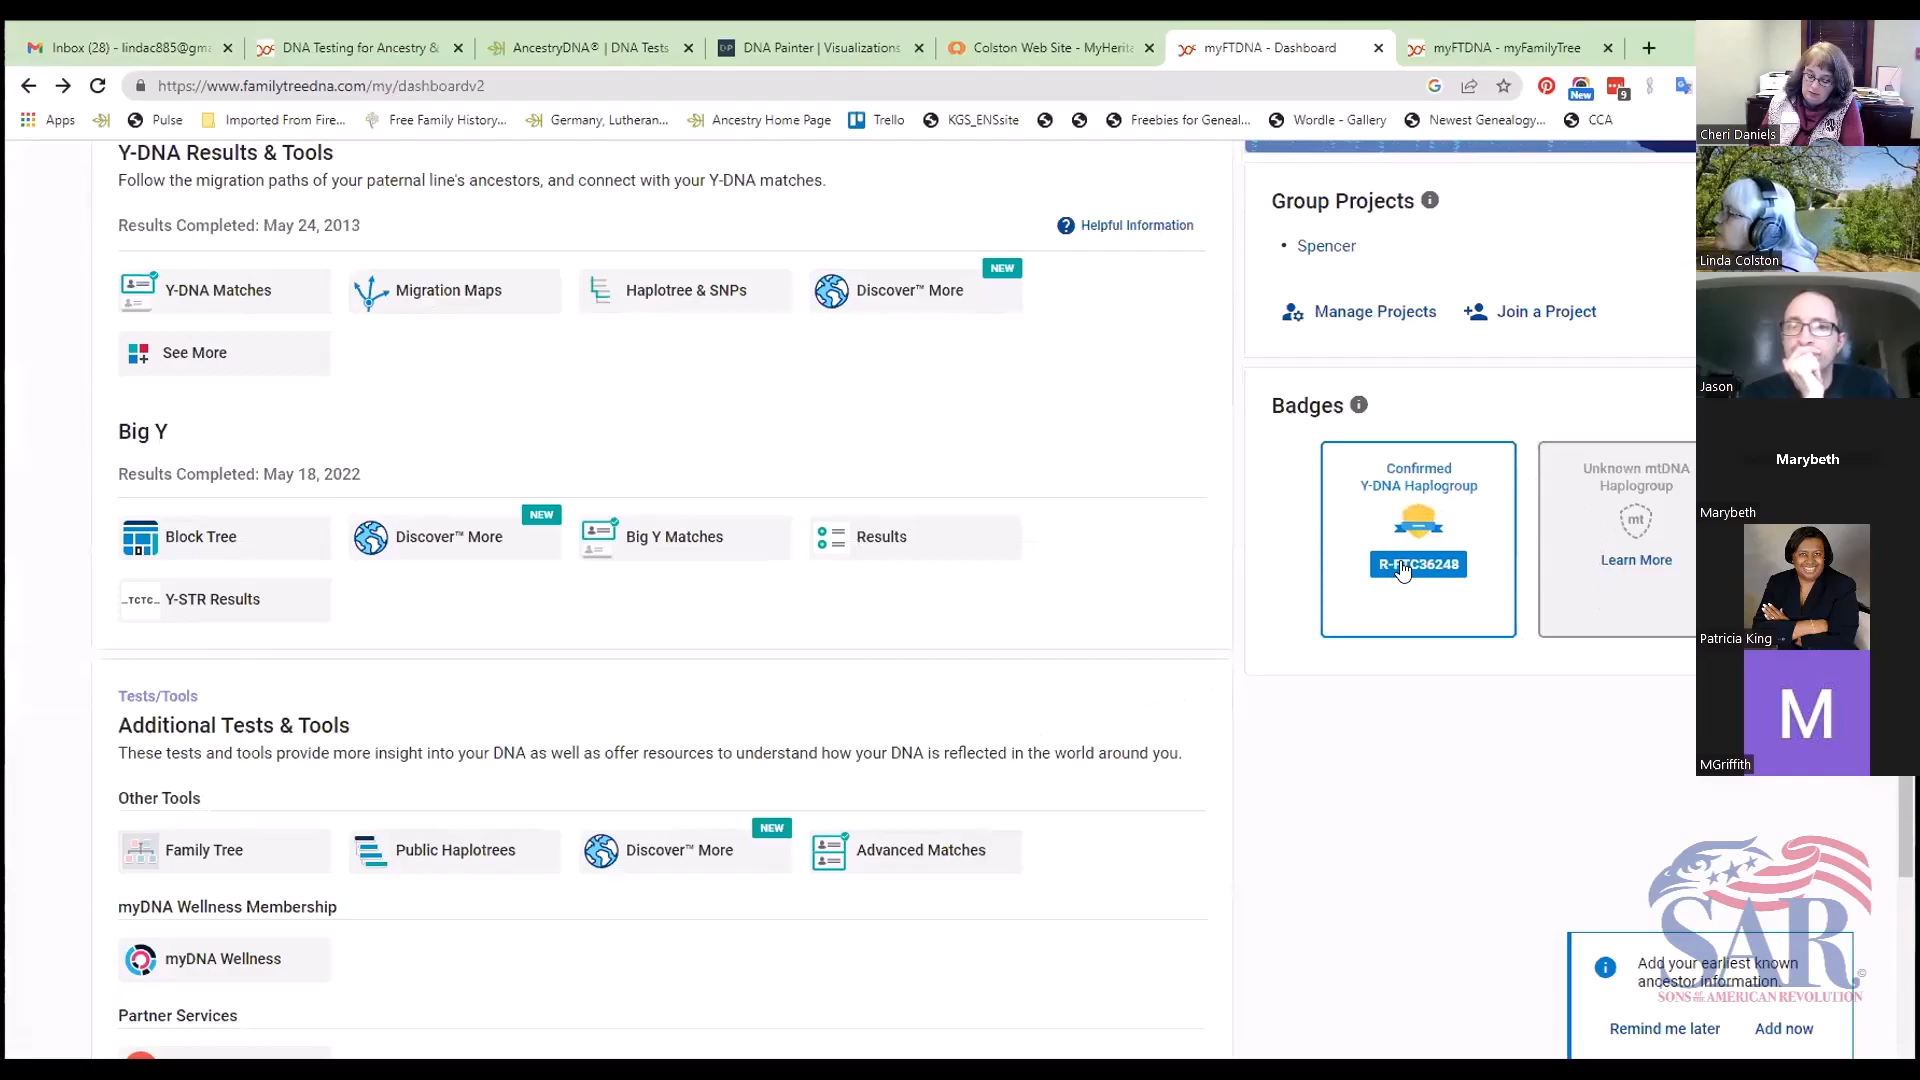 Inbox (28) - lindac885@gma
DNA Testing for Ancestry &
AncestryDNA® | DNA Tests
DNA Painter | Visualizations
Colston Web Site - MyHerita
myFTDNA - Dashboard
myFTDNA - myFamilyTree
https://www.familytreedna.com/my/dashboardv2
New
9
Apps
Pulse
Imported From Fire...
Free Family History...
Germany, Lutheran...
Ancestry Home Page
Trello
KGS_ENSsite
Freebies for Geneal...
Wordle - Gallery
Newest Genealogy...
CCA
Y-DNA Results & Tools
Follow the migration paths of your paternal line's ancestors, and connect with your Y-DNA matches.
Results Completed: May 24, 2013
Helpful Information
Y-DNA Matches
Migration Maps
Haplotree & SNPs
NEW
Discover™ More
See More
Big Y
Results Completed: May 18, 2022
Block Tree
NEW
Discover™ More
Big Y Matches
Results
...TCTC...
Y-STR Results
Tests/Tools
Additional Tests & Tools
These tests and tools provide more insight into your DNA as well as offer resources to understand how your DNA is reflected in the world around you.
Other Tools
Family Tree
Public Haplotrees
NEW
Discover™ More
Advanced Matches
myDNA Wellness Membership
myDNA Wellness
Partner Services
Group Projects
Spencer
Manage Projects
Join a Project
Badges
Confirmed
Y-DNA Haplogroup
Unknown mtDNA
Haplogroup
mt
Learn More
Cheri Daniels
Linda Colston
Jason
Marybeth
Marybeth
Patricia King
M
MGriffith
SAR
SONS OF THE AMERICAN REVOLUTION
©
Add your earliest known
ancestor information.
Remind me later
Add now